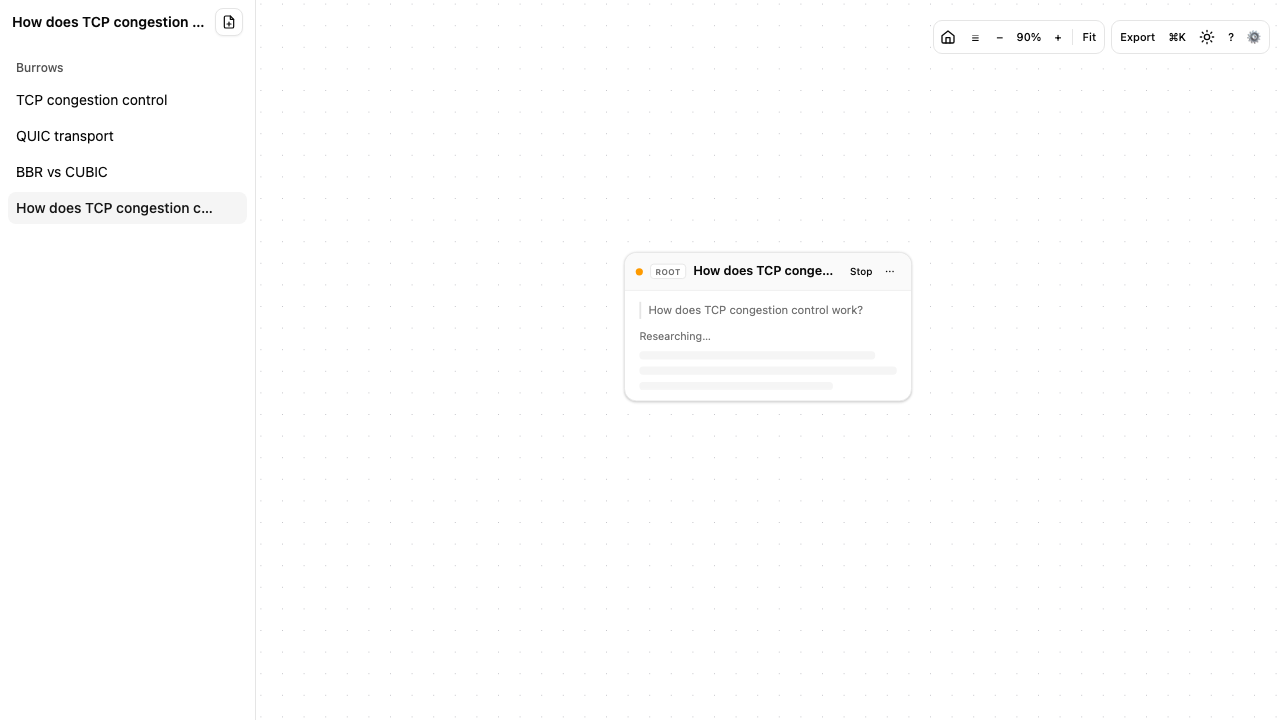 How does TCP congestion ...
Burrows
TCP congestion control
QUIC transport
BBR vs CUBIC
How does TCP congestion c...
90%
Fit
Export
⌘K
?
ROOT
How does TCP conge...
Stop
...
How does TCP congestion control work?
Researching...